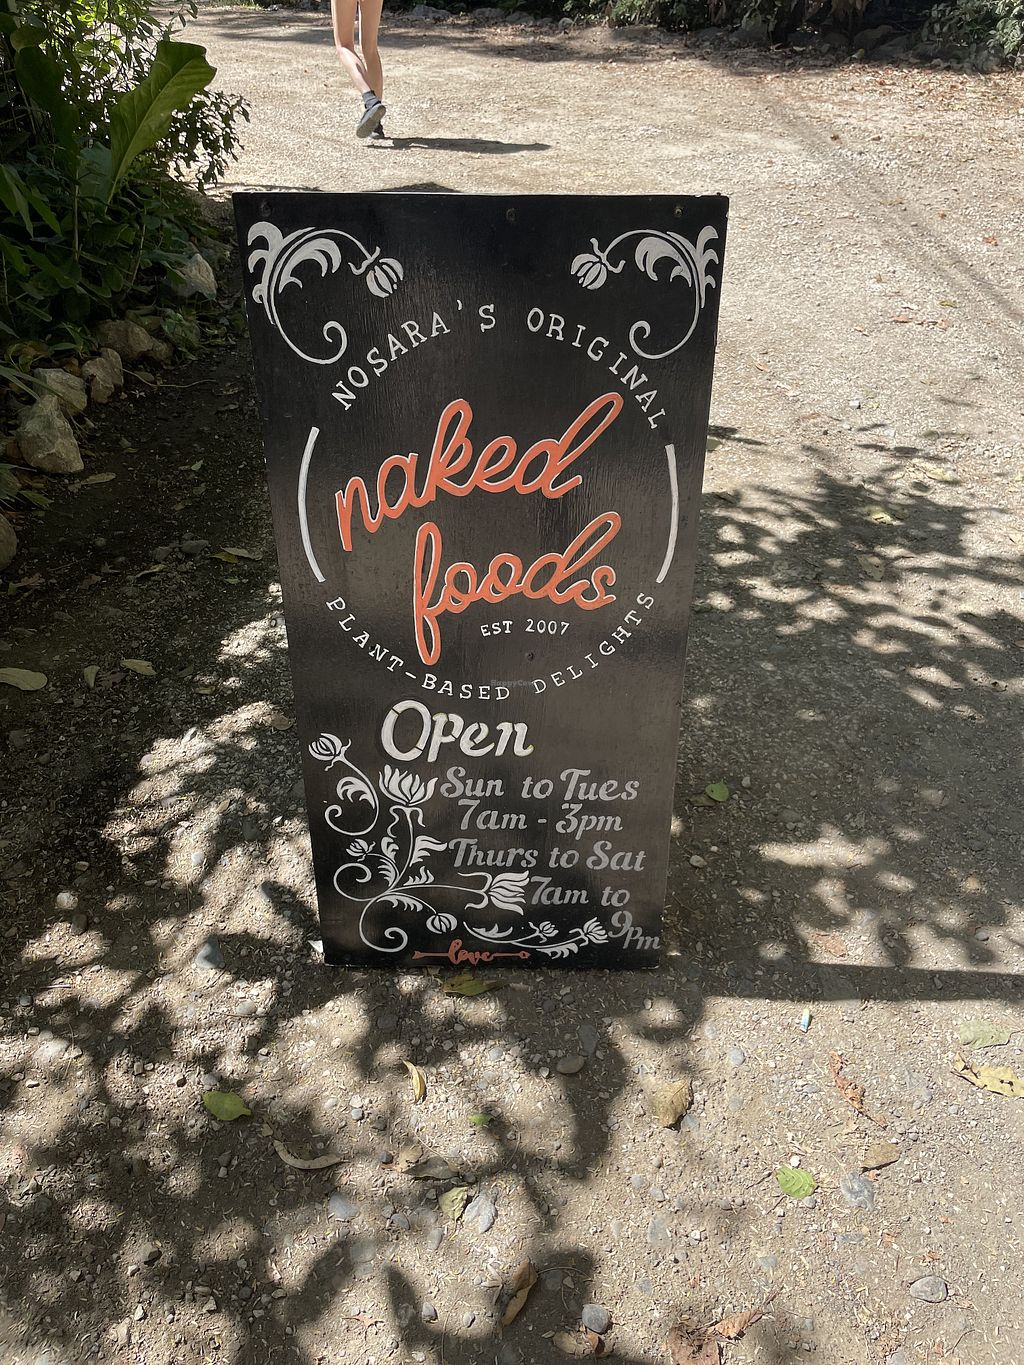 NOSARA'S ORIGINAL
naked
foods
EST 2007
PLANT-BASED DELIGHTS
HappyCow
Open
Sun to Tues
7am - 3pm
Thurs to Sat
7am to
9pm
love